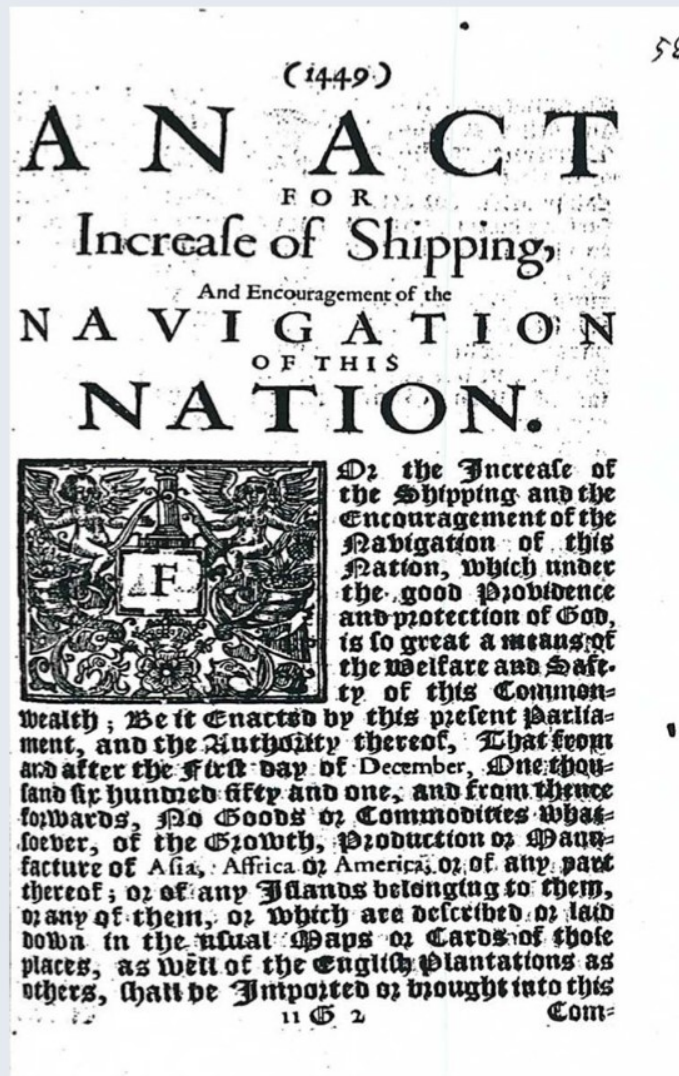 58
(1449)
AN ACT
FOR
Increaſe of Shipping,
And Encouragement of the
NAVIGATION
OF THIS
NATION.
F
Or the Increaſe of
the Shipping and the
Encouragement of the
Navigation of this
Nation, which under
the good Providence
and protection of God,
is ſo great a means of
the Welfare and Safe-
ty of this Common-
wealth; Be it Enacted by this preſent Parlia-
ment, and the Authority thereof, That from
and after the Firſt day of December, One thou-
ſand ſix hundred fifty and one, and from thence
forwards, No Goods or Commodities what-
ſoever, of the Growth, Production or Manu-
facture of Aſia, Affrica or America, or of any part
thereof; or of any Iſlands belonging to them,
or any of them, or which are deſcribed or laid
down in the uſual Maps or Cards of thoſe
places, as well of the Engliſh Plantations as
others, ſhall be Imported or brought into this
11 G 2
Com-